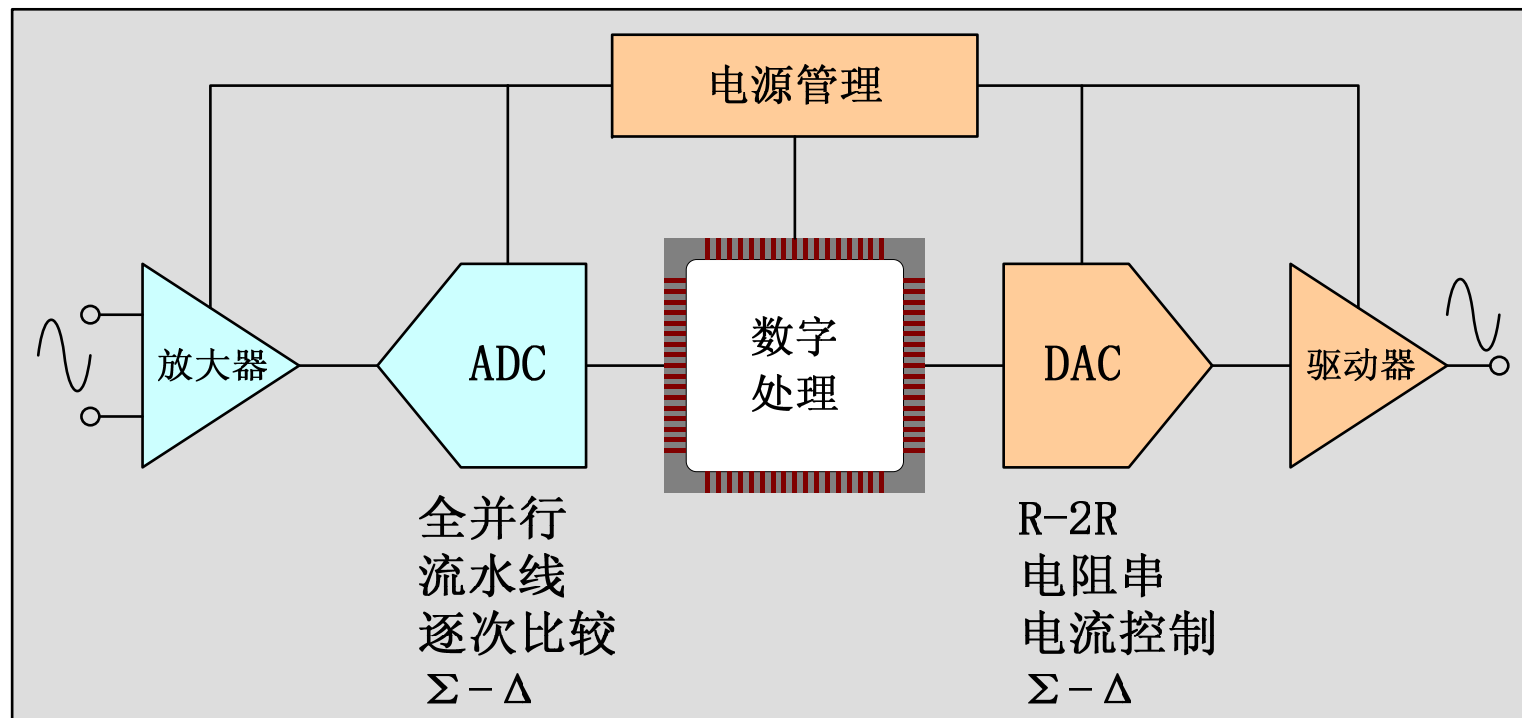 电源管理
放大器
ADC
数字
处理
DAC
驱动器
全并行
流水线
逐次比较
Σ-Δ
R-2R
电阻串
电流控制
Σ-Δ